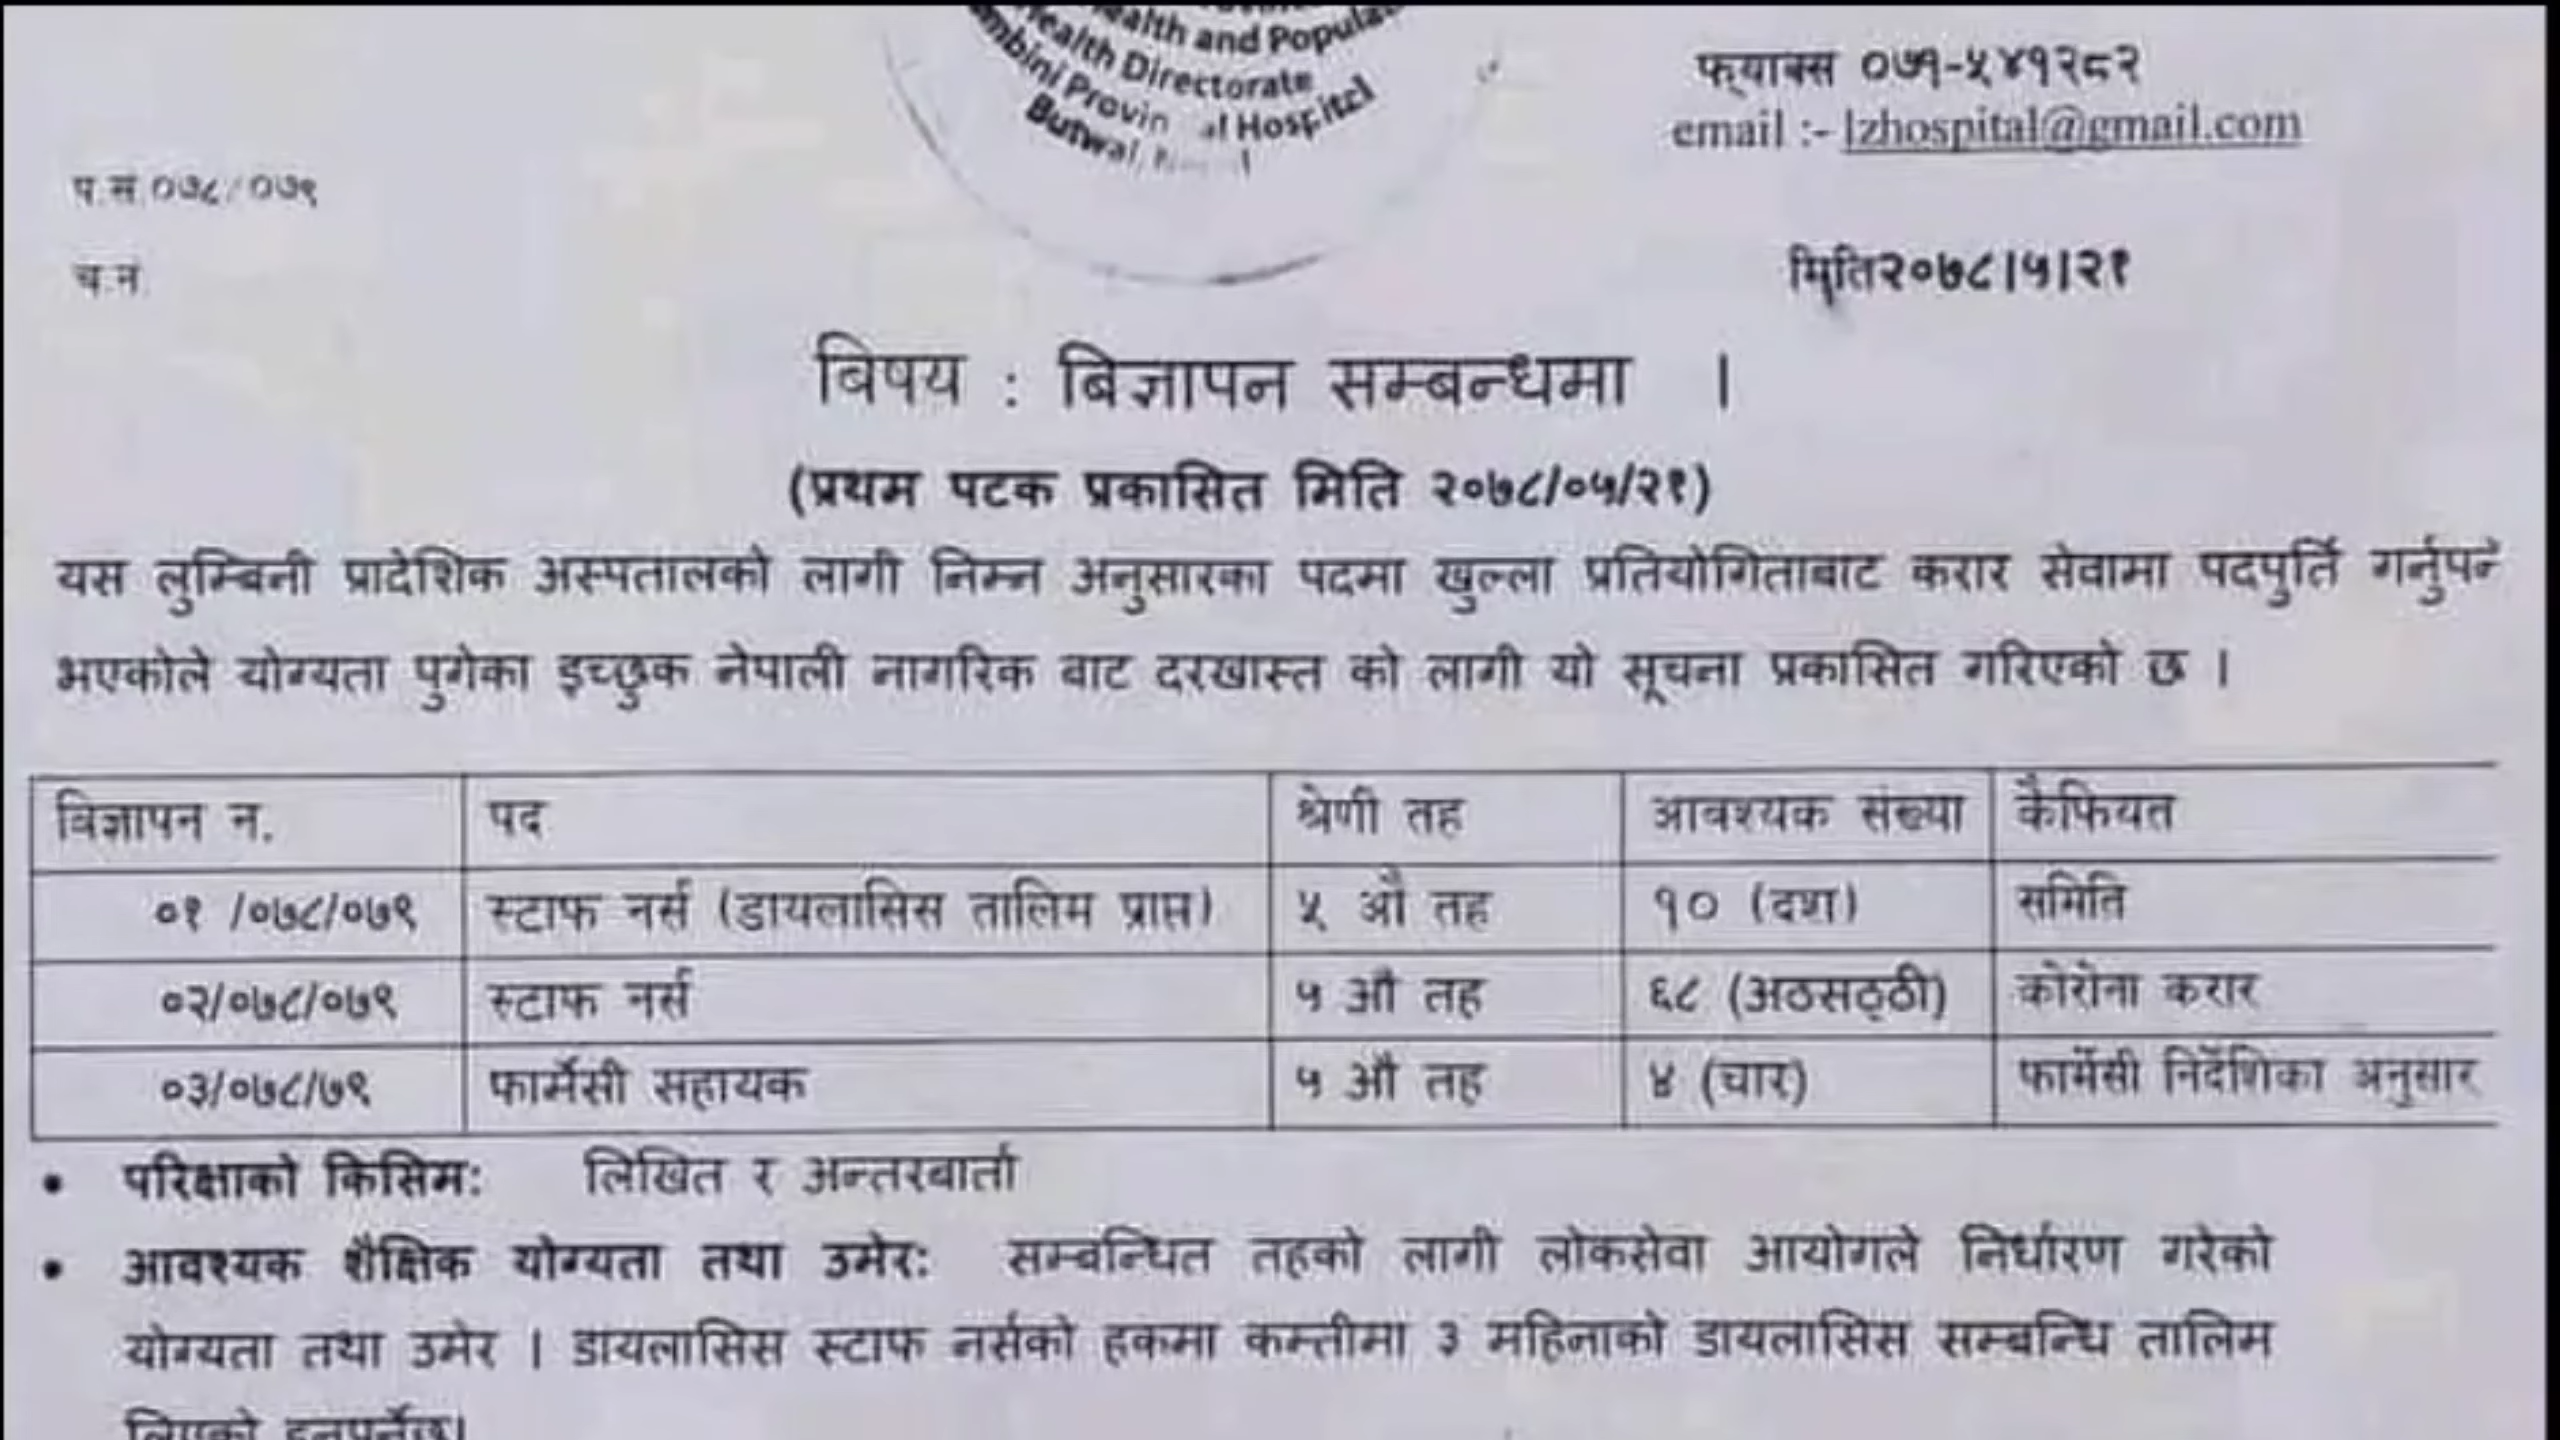 ealth and Popula
ealth Directorate
mbini Provin al Hospital
Butwal,
फ्याक्स ०७१-५४१२८२
email :- lzhospital@gmail.com
प.सं.०७८/०७९
च.नं.
मिति२०७८।५।२१
बिषय : बिज्ञापन सम्बन्धमा ।
(प्रथम पटक प्रकासित मिति २०७८/०५/२१)
यस लुम्बिनी प्रादेशिक अस्पतालको लागी निम्न अनुसारका पदमा खुल्ला प्रतियोगिताबाट करार सेवामा पदपुर्ति गर्नुपर्ने
भएकोले योग्यता पुगेका इच्छुक नेपाली नागरिक बाट दरखास्त को लागी यो सूचना प्रकासित गरिएको छ ।
विज्ञापन न. पद श्रेणी तह आवश्यक संख्या कैफियत
०१ /०७८/०७९ स्टाफ नर्स (डायलासिस तालिम प्राप्त) ५ औ तह १० (दश) समिति
०२/०७८/०७९ स्टाफ नर्स ५ औ तह ६८ (अठसठ्ठी) कोरोना करार
०३/०७८/७९ फार्मेसी सहायक ५ औ तह ४ (चार) फार्मेसी निर्देशिका अनुसार
• परिक्षाको किसिम: लिखित र अन्तरवार्ता
• आवश्यक शैक्षिक योग्यता तथा उमेर: सम्बन्धित तहको लागी लोकसेवा आयोगले निर्धारण गरेको
योग्यता तथा उमेर । डायलासिस स्टाफ नर्सको हकमा कम्तीमा ३ महिनाको डायलासिस सम्बन्धि तालिम
लिएको हुनुपर्नेछ।